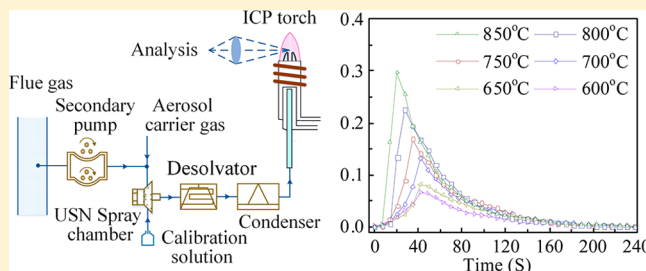 ICP torch
Analysis
Flue gas
Secondary
pump
Aerosol
carrier gas
Desolvator
USN Spray
chamber
Calibration
solution
Condenser
0.4
0.3
0.2
0.1
0.0
850°C
800°C
750°C
700°C
650°C
600°C
0 40 80 120 160 200 240
Time (S)